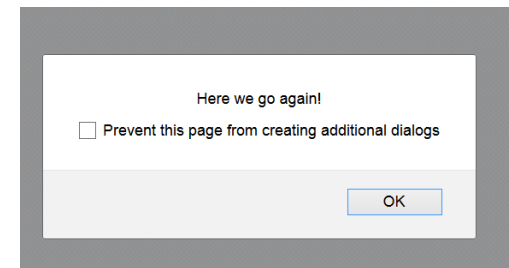 Here we go again!
Prevent this page from creating additional dialogs
OK